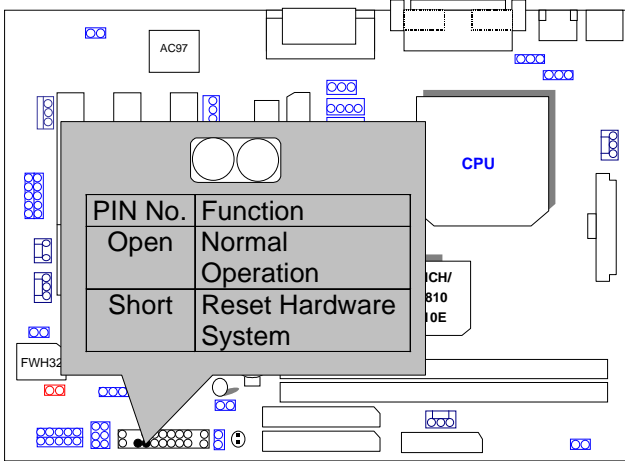 AC97
CPU
PIN No. Function
Open Normal
Operation
Short Reset Hardware
System
ICH/
810
10E
FWH32